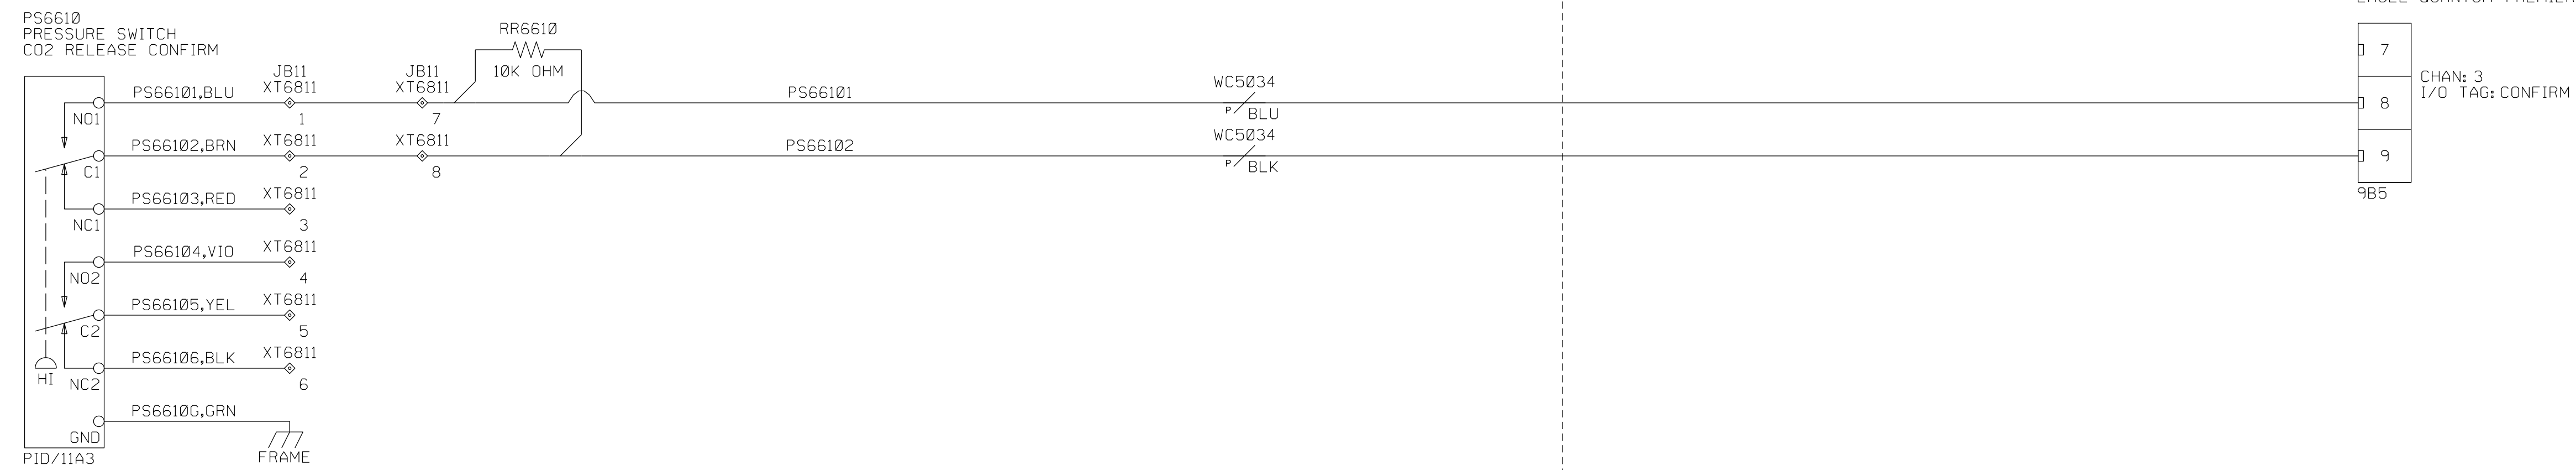 PS6610
PRESSURE SWITCH
CO2 RELEASE CONFIRM
RR6610
10K OHM
JB11
XT6811
1
JB11
XT6811
7
PS66101,BLU
NO1
PS66101
WC5034
P
BLU
PS66102,BRN
C1
XT6811
2
XT6811
8
PS66102
WC5034
P
BLK
PS66103,RED
NC1
XT6811
3
PS66104,VIO
NO2
XT6811
4
PS66105,YEL
C2
XT6811
5
PS66106,BLK
NC2
XT6811
6
HI
PS6610G,GRN
GND
FRAME
PID/11A3
7
8
9
CHAN:3
I/O TAG:CONFIRM
9B5